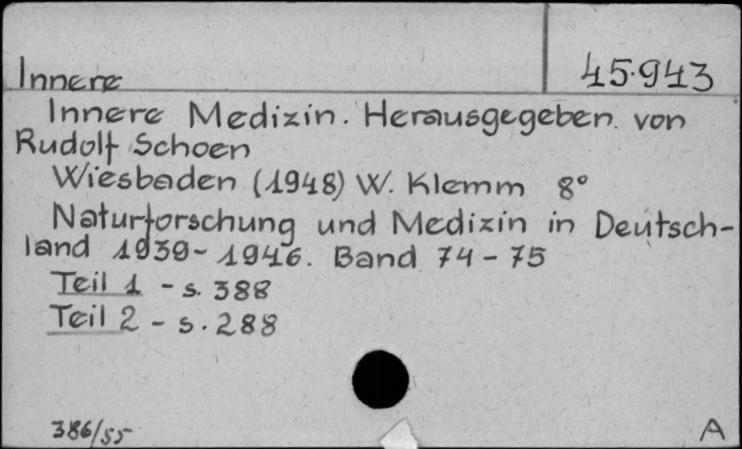 Innere 45.943
Innere Medizin. Herausgegeben von
Rudolf Schoen
Wiesbaden (1948) W. Klemm 8°
Naturforschung und Medizin in Deutsch-
land 1939-1946. Band 74-75
Teil 1 - s. 388
Teil 2 - s. 288
386/55 A